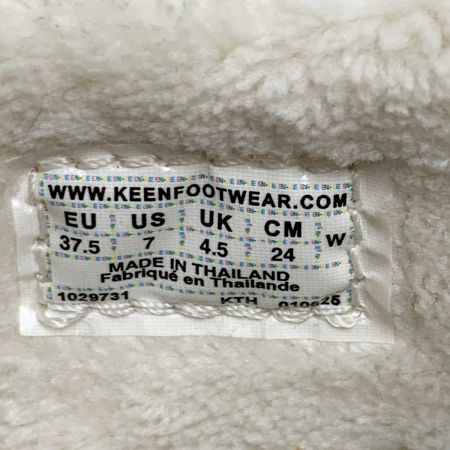 WWW.KEENFOOTWEAR.COM
EU US UK CM W
37.5 7 4.5 24
MADE IN THAILAND
Fabriqué en Thaïlande
1029731 KTH